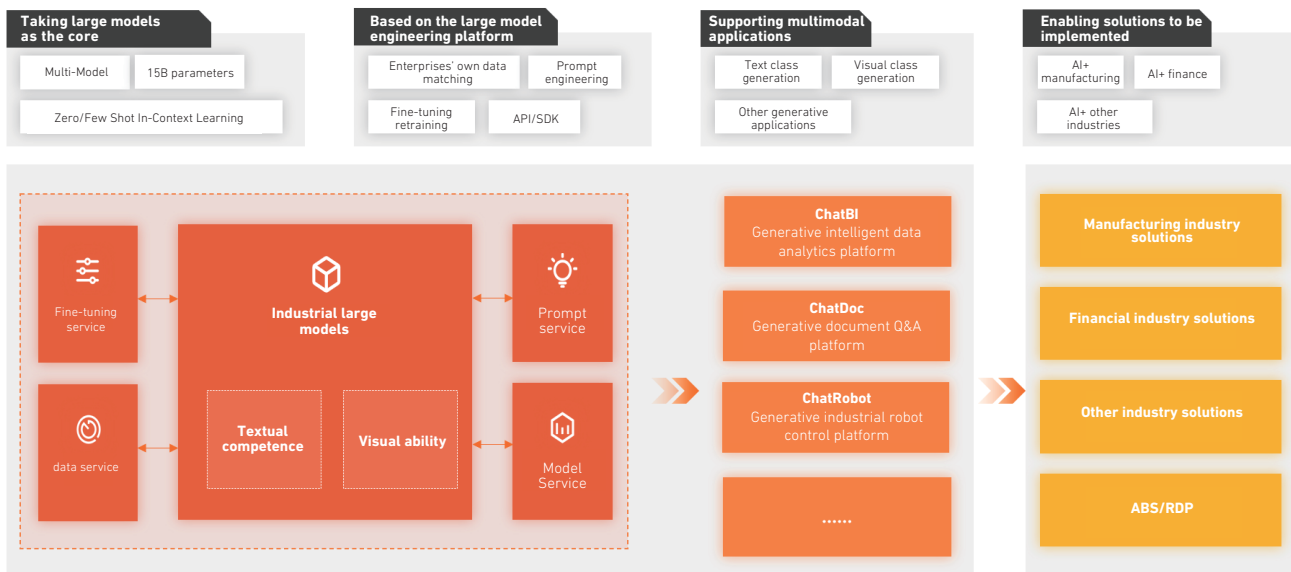 Taking large models
as the core
Multi-Model
15B parameters
Zero/Few Shot In-Context Learning
Based on the large model
engineering platform
Enterprises' own data
matching
Prompt
engineering
Fine-tuning
retraining
API/SDK
Supporting multimodal
applications
Text class
generation
Visual class
generation
Other generative
applications
Enabling solutions to be
implemented
AI+
manufacturing
AI+ finance
AI+ other
industries
Fine-tuning
service
data service
Industrial large
models
Textual
competence
Visual ability
Prompt
service
Model
Service
ChatBI
Generative intelligent data
analytics platform
ChatDoc
Generative document Q&A
platform
ChatRobot
Generative industrial robot
control platform
......
Manufacturing industry
solutions
Financial industry solutions
Other industry solutions
ABS/RDP